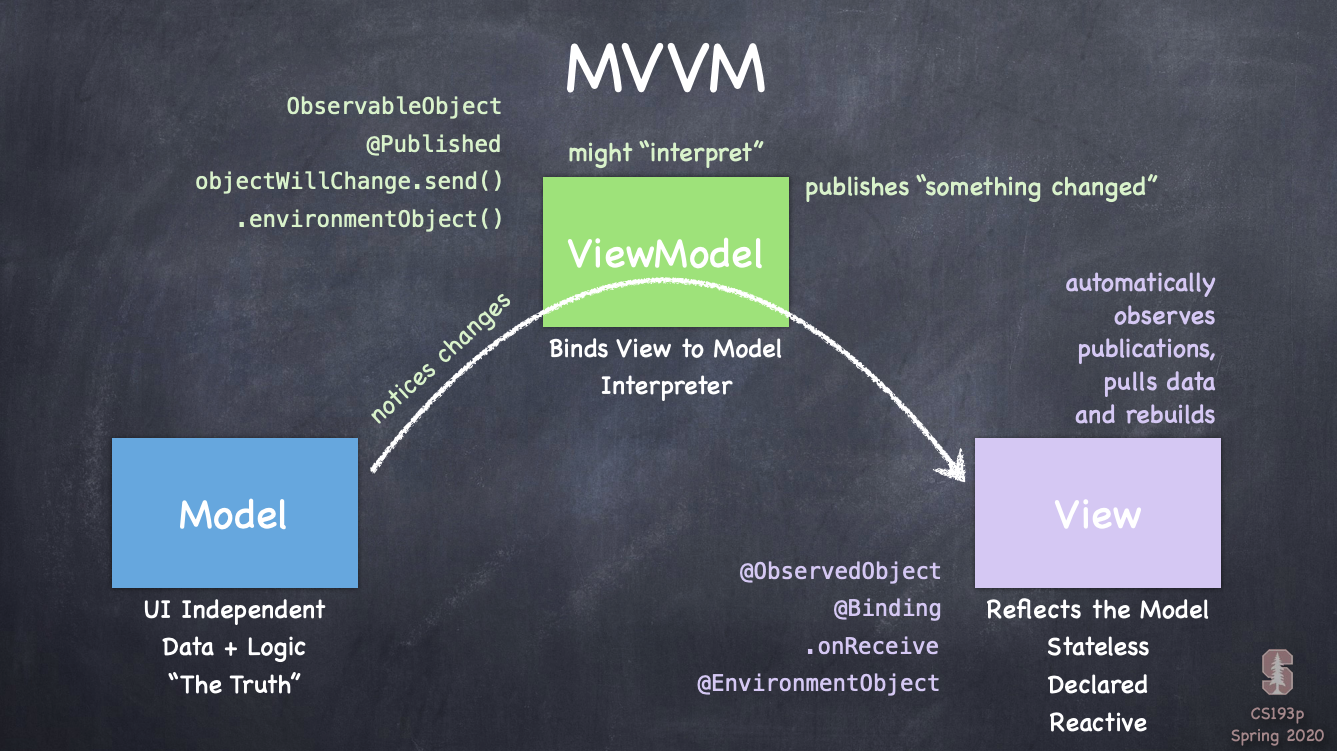 MVVM
ObservableObject
@Published
objectWillChange.send()
.environmentObject()
might “interpret”
publishes “something changed”
ViewModel
Binds View to Model
Interpreter
notices changes
automatically
observes
publications,
pulls data
and rebuilds
Model
UI Independent
Data + Logic
“The Truth”
View
@ObservedObject
@Binding
.onReceive
@EnvironmentObject
Reflects the Model
Stateless
Declared
Reactive
S
CS193p
Spring 2020